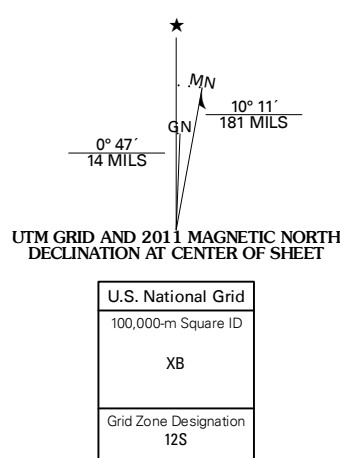 ★
MN
GN
0° 47´
14 MILS
10° 11´
181 MILS
UTM GRID AND 2011 MAGNETIC NORTH
DECLINATION AT CENTER OF SHEET
U.S. National Grid
100,000-m Square ID
XB
Grid Zone Designation
12S